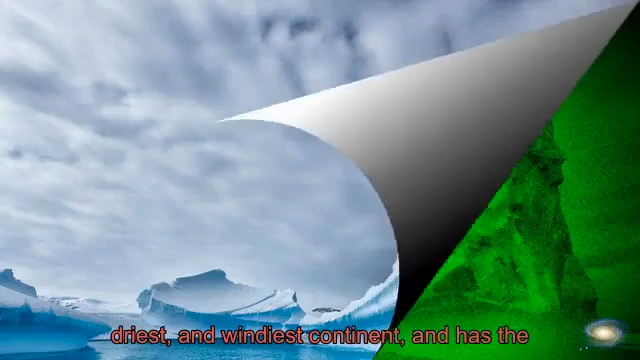 driest, and windiest continent, and has the